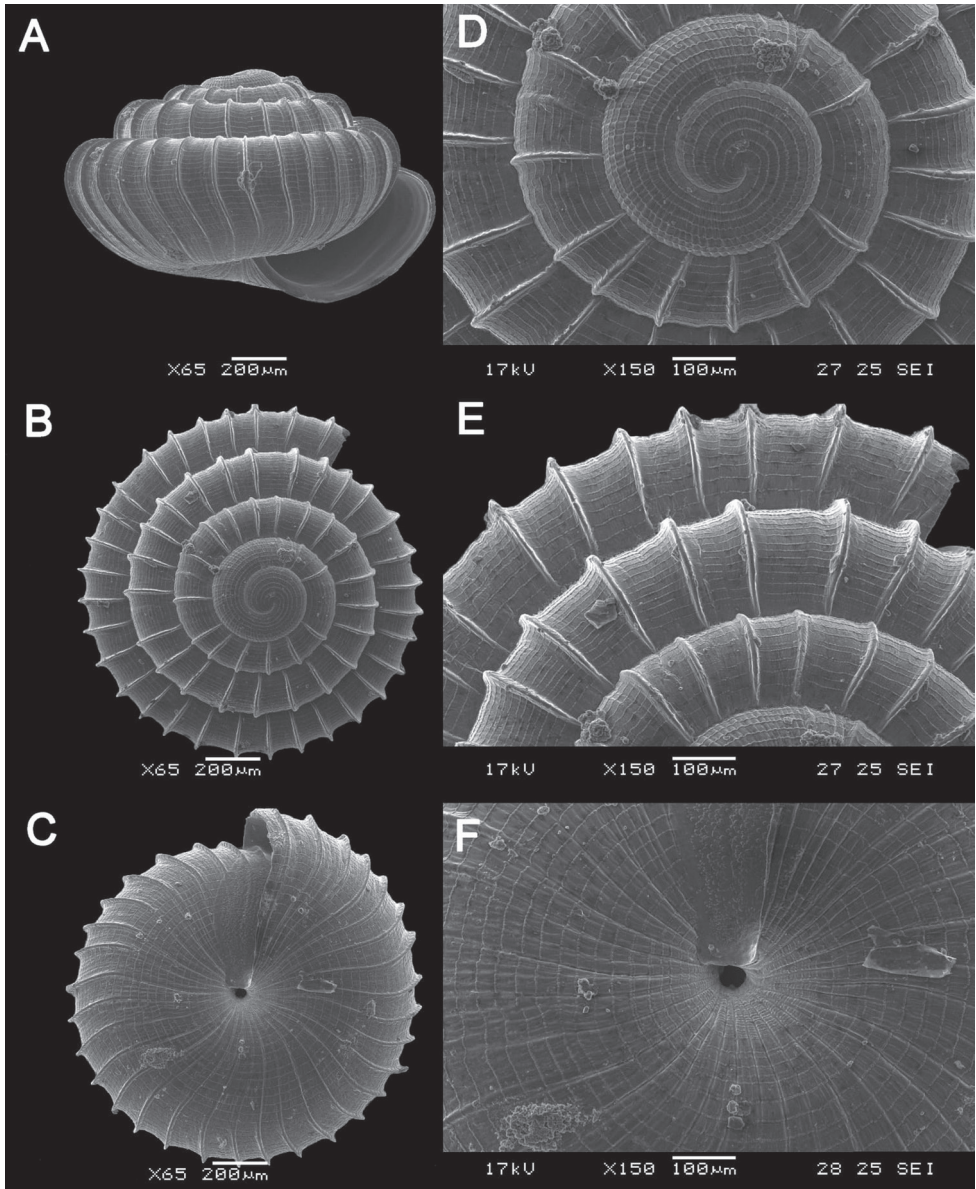 A
X65 200μm
B
X65 200μm
C
X65 200μm
D
17kV X150 100μm 27 25 SEI
E
17kV X150 100μm 27 25 SEI
F
17kV X150 100μm 28 25 SEI